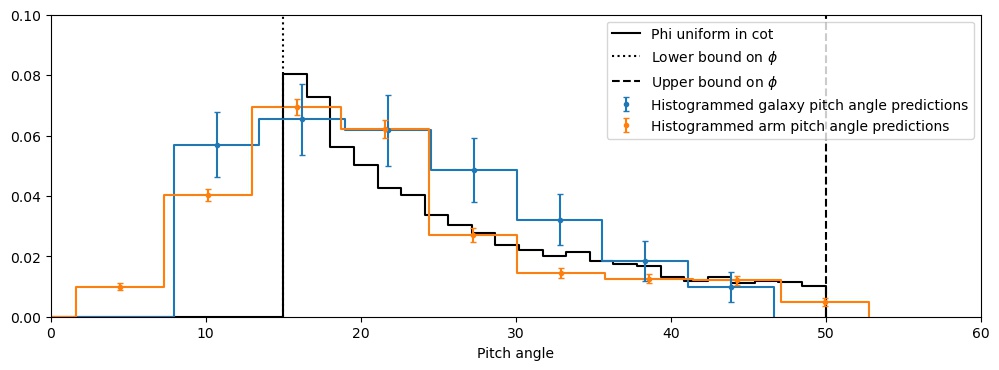 0.10
0.08
0.06
0.04
0.02
0.00
Phi uniform in cot
Lower bound on ϕ
Upper bound on ϕ
Histogrammed galaxy pitch angle predictions
Histogrammed arm pitch angle predictions
0 10 20 30 40 50 60
Pitch angle